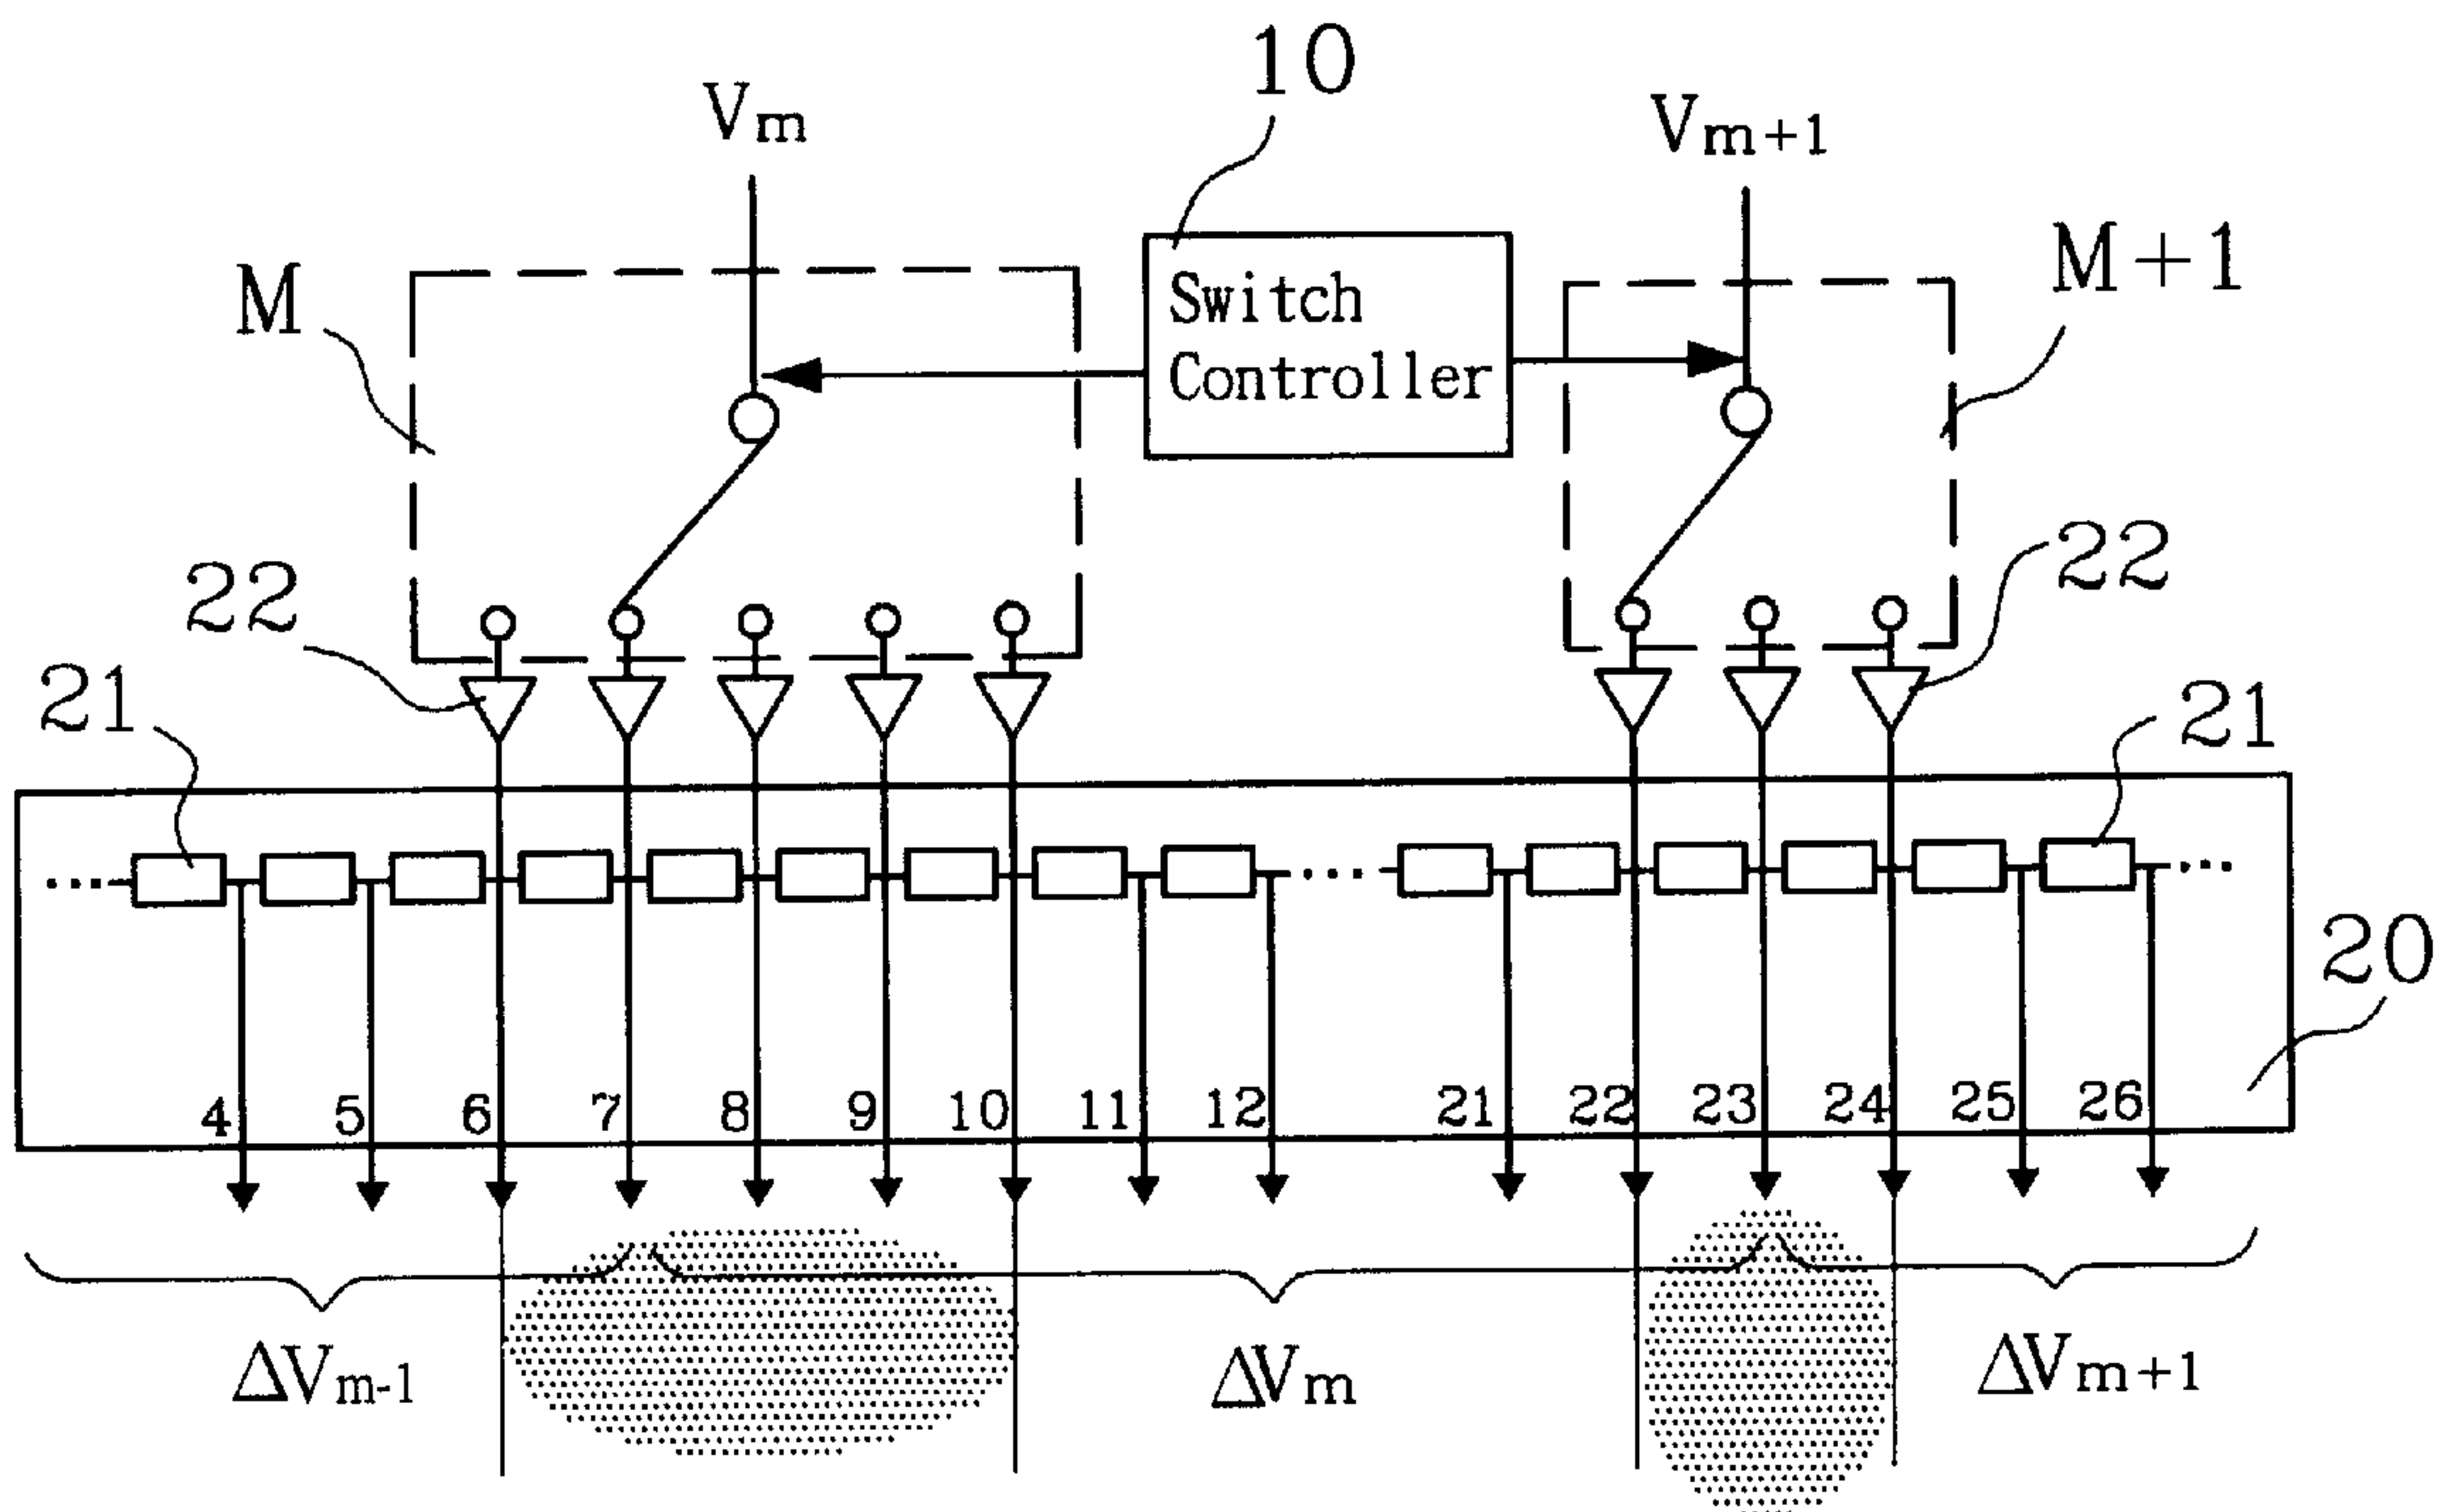 10
Vm
Vm+1
M
Switch
Controller
M+1
22
22
21
21
20
4 5 6 7 8 9 10 11 12 21 22 23 24 25 26
ΔVm-1
ΔVm
ΔVm+1